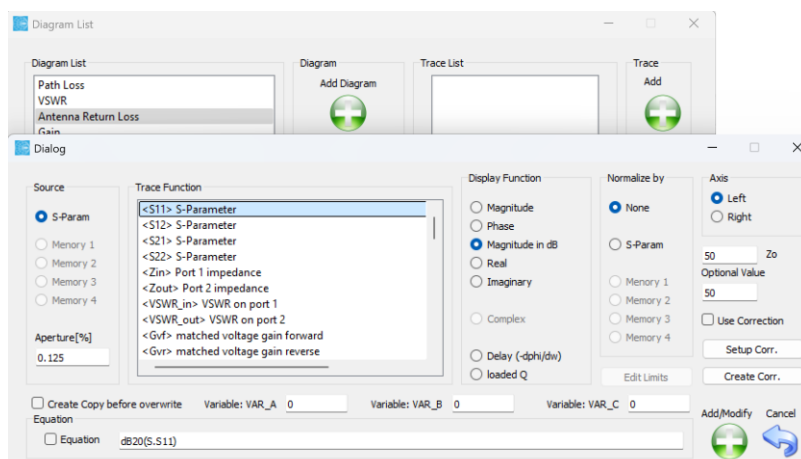 Diagram List
Diagram List
Diagram
Trace List
Trace
Path Loss
VSWR
Antenna Return Loss
Gain
Add Diagram
Add
Dialog
Source
S-Param
Menory 1
Memory 2
Memory 3
Memory 4
Aperture[%]
0.125
Trace Function
<S11> S-Parameter
<S12> S-Parameter
<S21> S-Parameter
<S22> S-Parameter
<Zin> Port 1 impedance
<Zout> Port 2 impedance
<VSWR_in> VSWR on port 1
<VSWR_out> VSWR on port 2
<Gvf> matched voltage gain forward
<Gvr> matched voltage gain reverse
Display Function
Magnitude
Phase
Magnitude in dB
Real
Imaginary
Complex
Delay (-dphi/dw)
loaded Q
Normalize by
None
S-Param
Menory 1
Memory 2
Memory 3
Memory 4
Edit Limits
Axis
Left
Right
50 Zo
Optional Value
50
Use Correction
Setup Corr.
Create Corr.
Create Copy before overwrite Variable: VAR_A 0 Variable: VAR_B 0 Variable: VAR_C 0
Equation
Equation dB20(S.S11)
Add/Modify Cancel